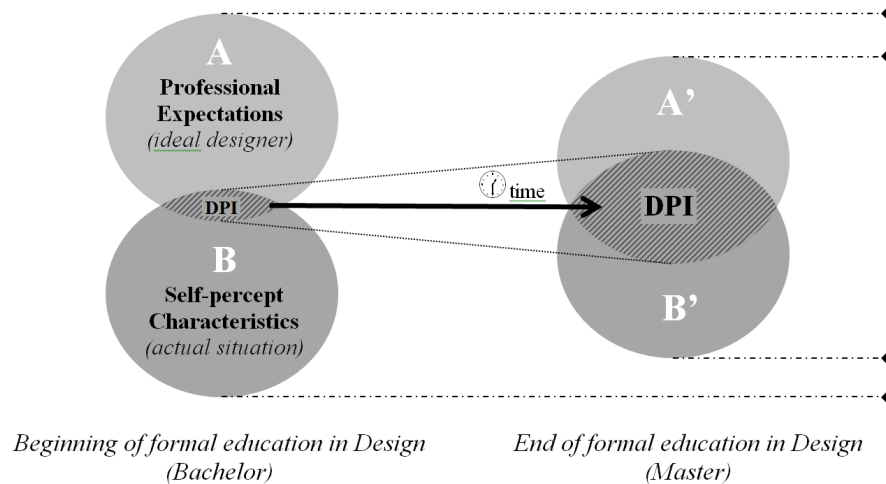 A
Professional
Expectations
(ideal designer)
DPI
B
Self-percept
Characteristics
(actual situation)
time
A’
DPI
B’
Beginning of formal education in Design
(Bachelor)
End of formal education in Design
(Master)